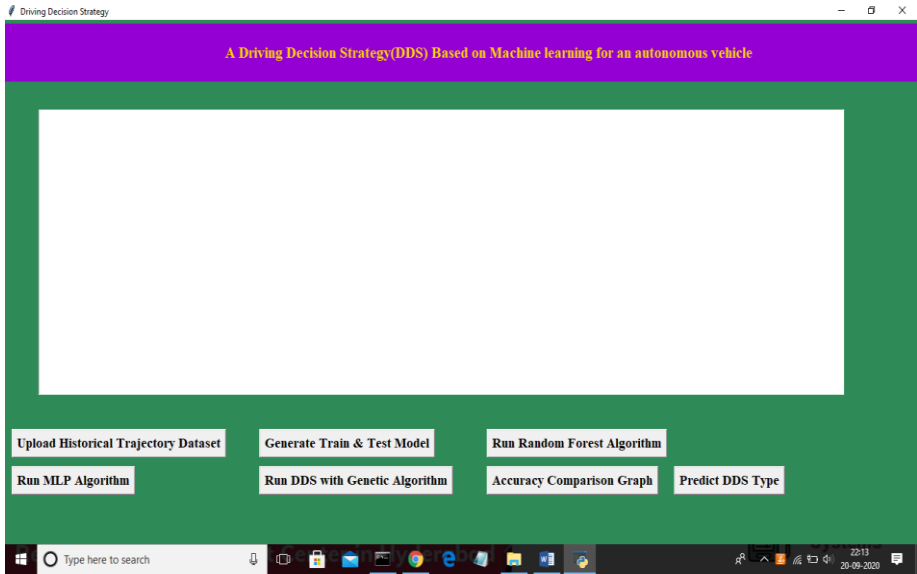 Driving Decision Strategy
A Driving Decision Strategy(DDS) Based on Machine learning for an autonomous vehicle
Upload Historical Trajectory Dataset
Generate Train & Test Model
Run Random Forest Algorithm
Run MLP Algorithm
Run DDS with Genetic Algorithm
Accuracy Comparison Graph
Predict DDS Type
Type here to search
22:13
20-09-2020